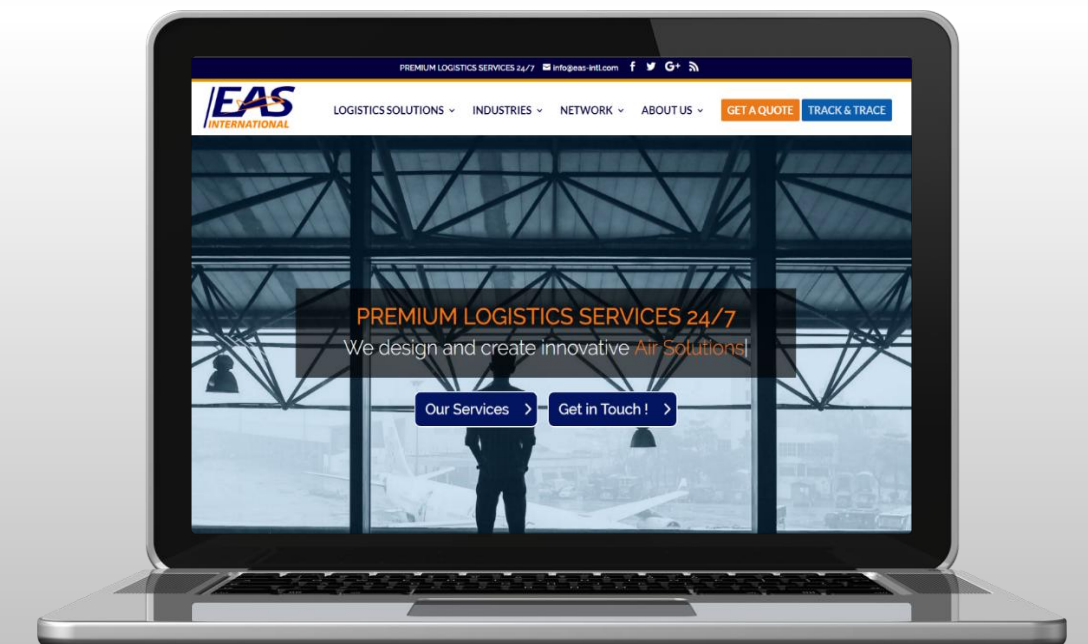 PREMIUM LOGISTICS SERVICES 24/7 info@eas-intl.com f G+
EAS
INTERNATIONAL
LOGISTICS SOLUTIONS INDUSTRIES NETWORK ABOUT US GET A QUOTE TRACK & TRACE
PREMIUM LOGISTICS SERVICES 24/7
We design and create innovative Air Solutions|
Our Services > Get in Touch ! >